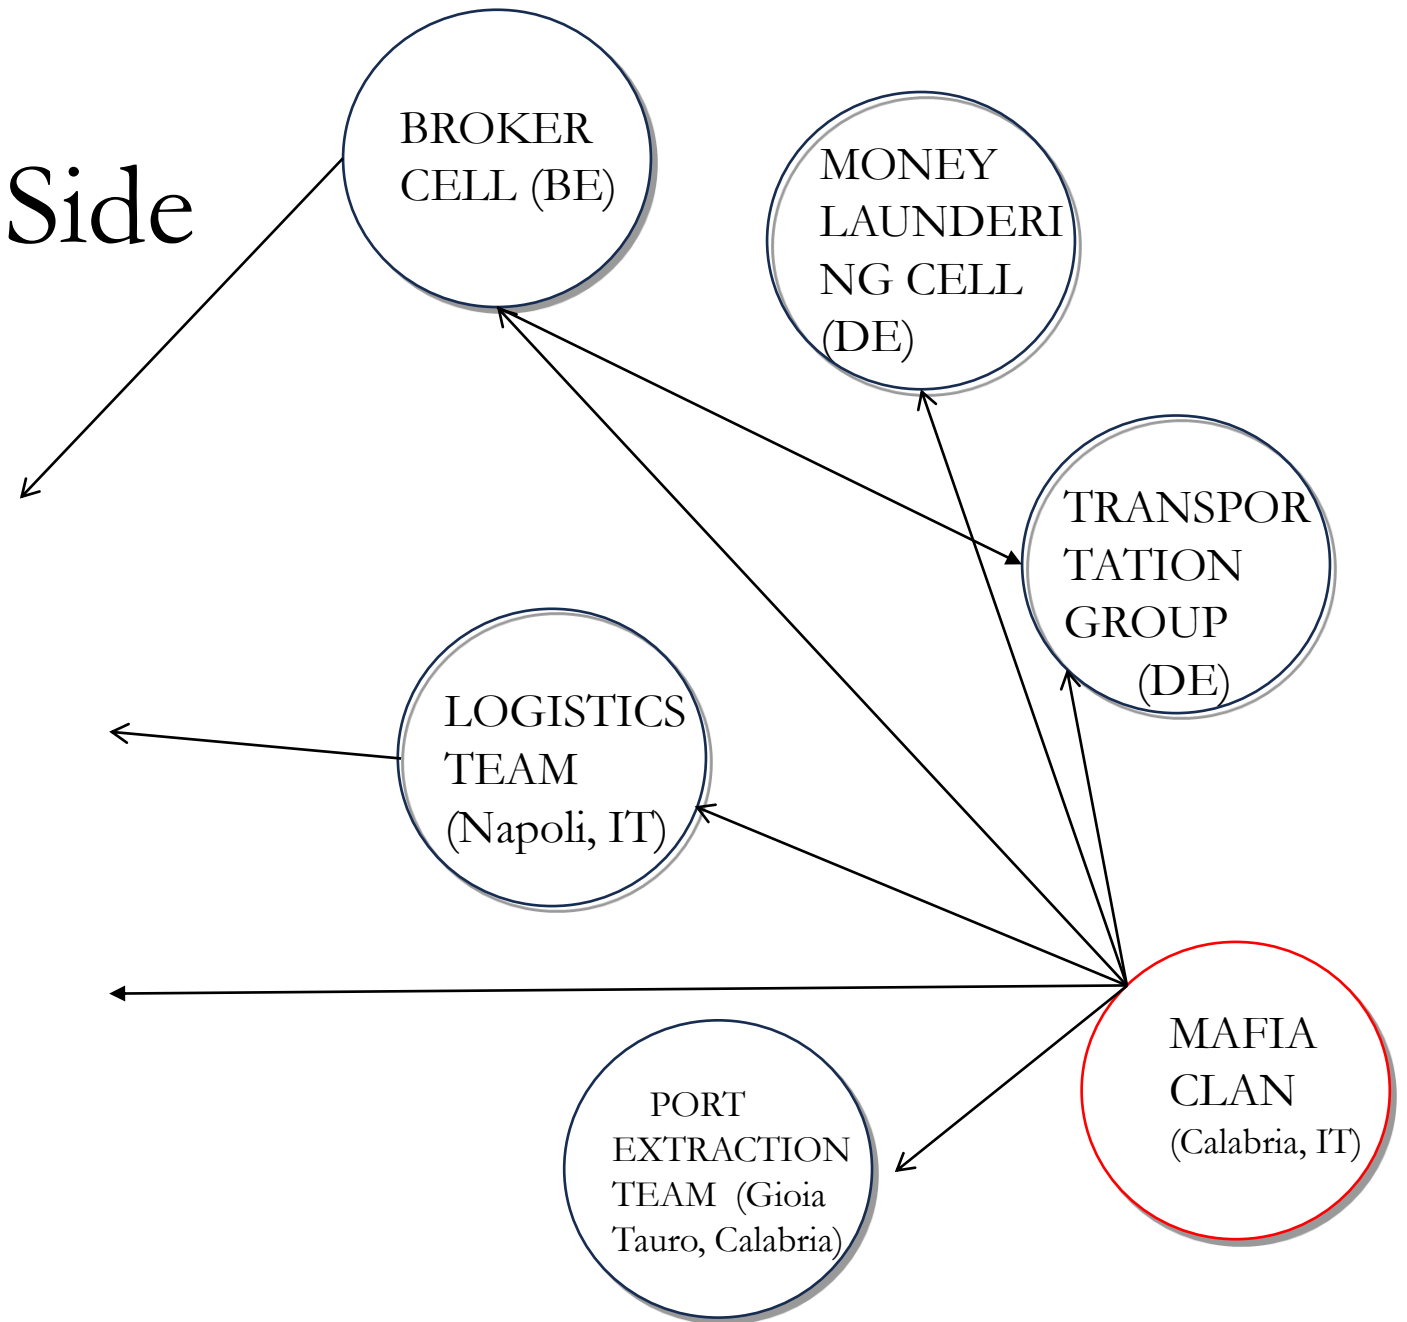 Side
BROKER
CELL (BE)
MONEY
LAUNDERI
NG CELL
(DE)
TRANSPOR
TATION
GROUP
(DE)
LOGISTICS
TEAM
(Napoli, IT)
MAFIA
CLAN
(Calabria, IT)
PORT
EXTRACTION
TEAM (Gioia
Tauro, Calabria)